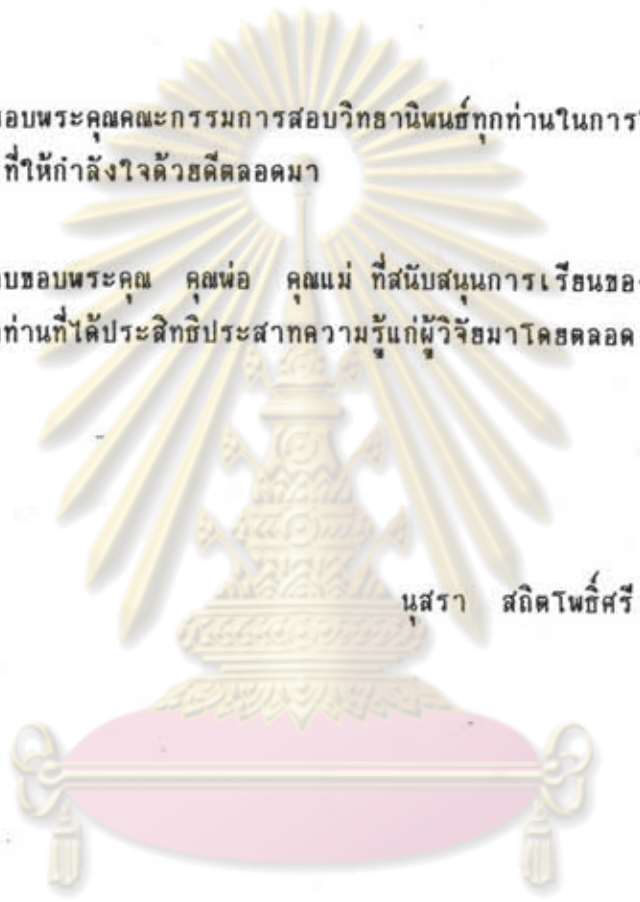 อบพระคุณคณะกรรมการสอบวิทยานิพนธ์ทุกท่านในการ
ที่ให้กำลังใจด้วยดีตลอดมา
บขอบพระคุณ คุณพ่อ คุณแม่ ที่สนับสนุนการเรียนของ
ท่านที่ได้ประสิทธิประสาทความรู้แก่ผู้วิจัยมาโดยตลอด
นุสรา สถิตโพธิ์ศรี